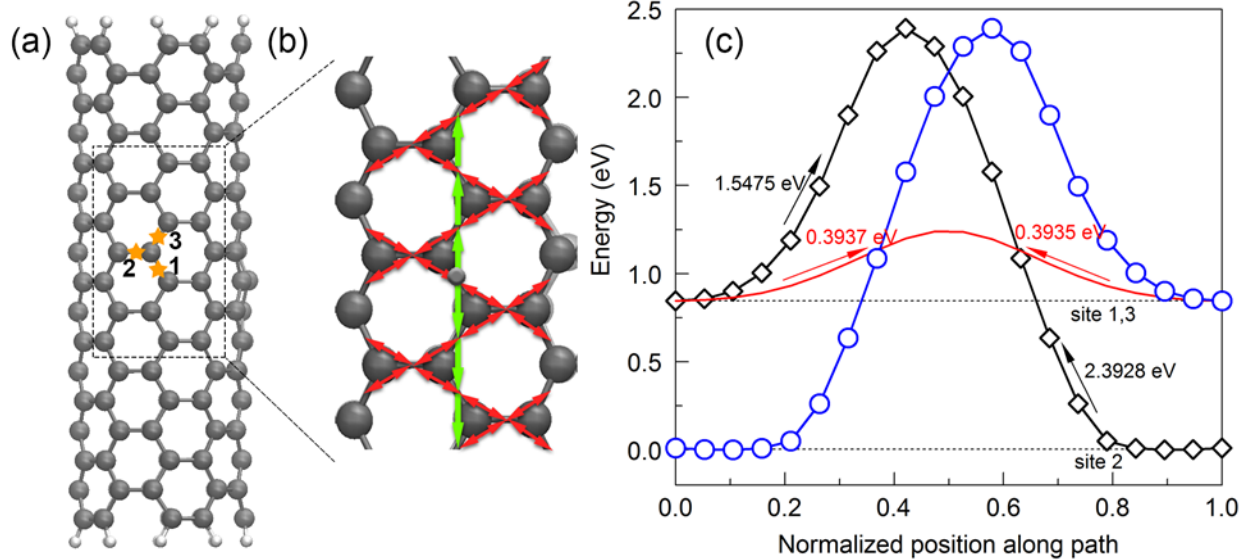 (a)
3
2
1
(b)
(c)
Energy (eV)
2.5
2.0
1.5
1.0
0.5
0.0
1.5475 eV
0.3937 eV
0.3935 eV
site 1,3
2.3928 eV
site 2
0.0
0.2
0.4
0.6
0.8
1.0
Normalized position along path